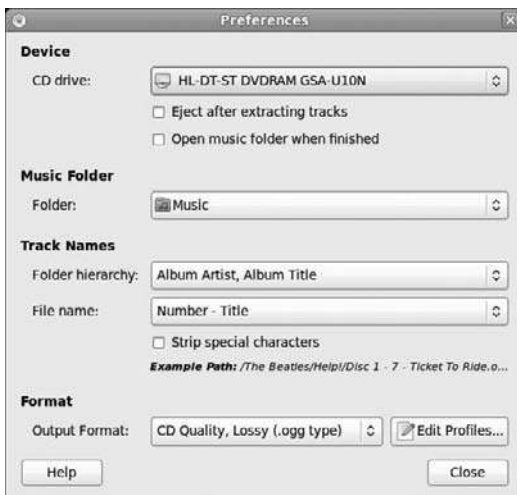 Preferences
Device
CD drive: HL-DT-ST DVDRAM GSA-U10N
Eject after extracting tracks
Open music folder when finished
Music Folder
Folder: Music
Track Names
Folder hierarchy: Album Artist, Album Title
File name: Number - Title
Strip special characters
Example Path: /The Beatles/Help!/Disc 1 - 7 - Ticket To Ride.o...
Format
Output Format: CD Quality, Lossy (.ogg type) Edit Profiles...
Help Close